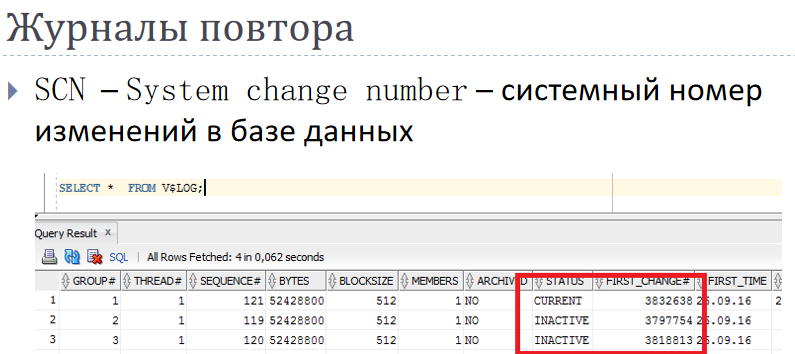 Журналы повтора
SCN – System change number – системный номер
изменений в базе данных
SELECT * FROM V$LOG;
Query Result x
SQL | All Rows Fetched: 4 in 0,062 seconds
GROUP# THREAD# SEQUENCE# BYTES BLOCKSIZE MEMBERS ARCHIVED STATUS FIRST_CHANGE# FIRST_TIME
1 1 1 121 52428800 512 1 NO CURRENT 3832638 26.09.16 2
2 2 1 119 52428800 512 1 NO INACTIVE 3797754 26.09.16
3 3 1 120 52428800 512 1 NO INACTIVE 3818813 26.09.16